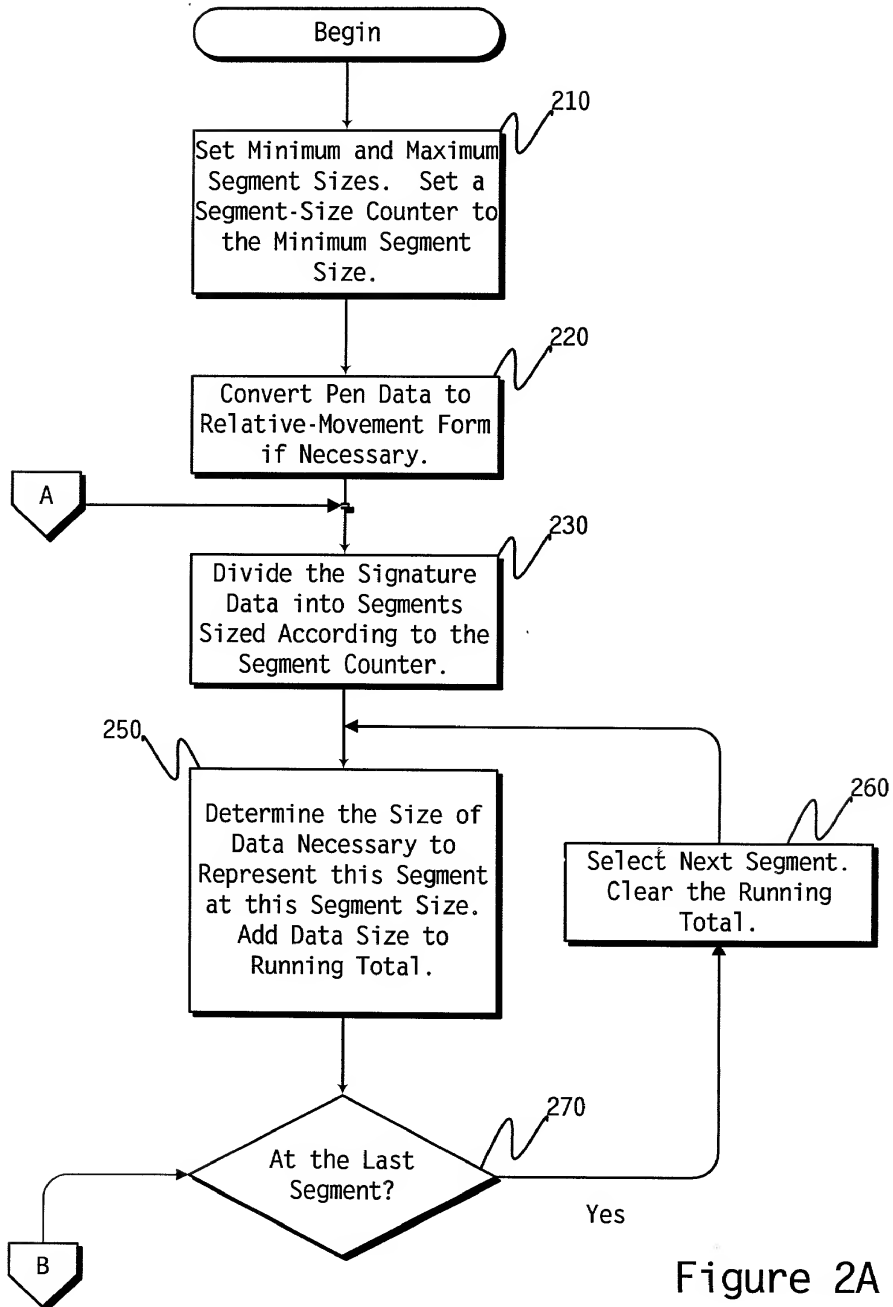 Begin
210
Set Minimum and Maximum
Segment Sizes. Set a
Segment-Size Counter to
the Minimum Segment
Size.
220
Convert Pen Data to
Relative-Movement Form
if Necessary.
A
230
Divide the Signature
Data into Segments
Sized According to the
Segment Counter.
250
Determine the Size of
Data Necessary to
Represent this Segment
at this Segment Size.
Add Data Size to
Running Total.
260
Select Next Segment.
Clear the Running
Total.
270
At the Last
Segment?
Yes
B
Figure 2A